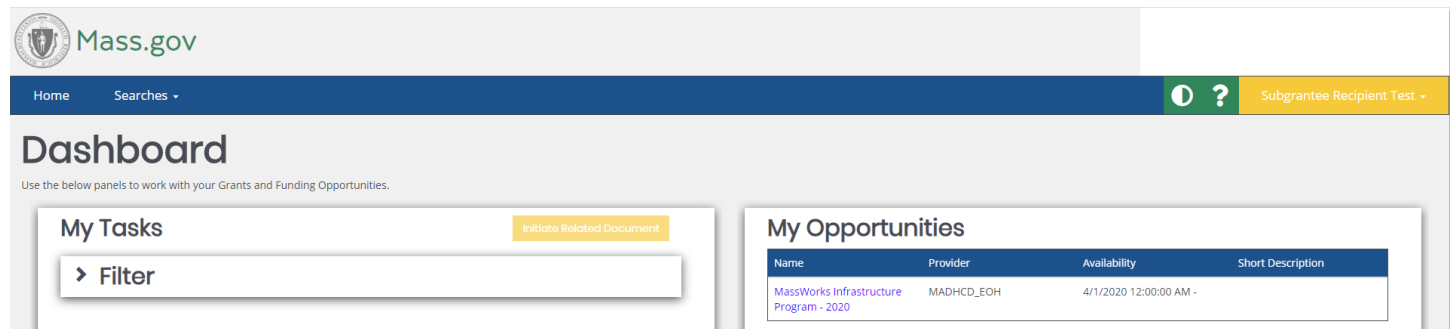 Mass.gov
Home Searches
? Subgrantee Recipient Test
Dashboard
Use the below panels to work with your Grants and Funding Opportunities.
My Tasks
Initiate Related Document
> Filter
My Opportunities
Name Provider Availability Short Description
MassWorks Infrastructure MADHCD_EOH 4/1/2020 12:00:00 AM -
Program - 2020